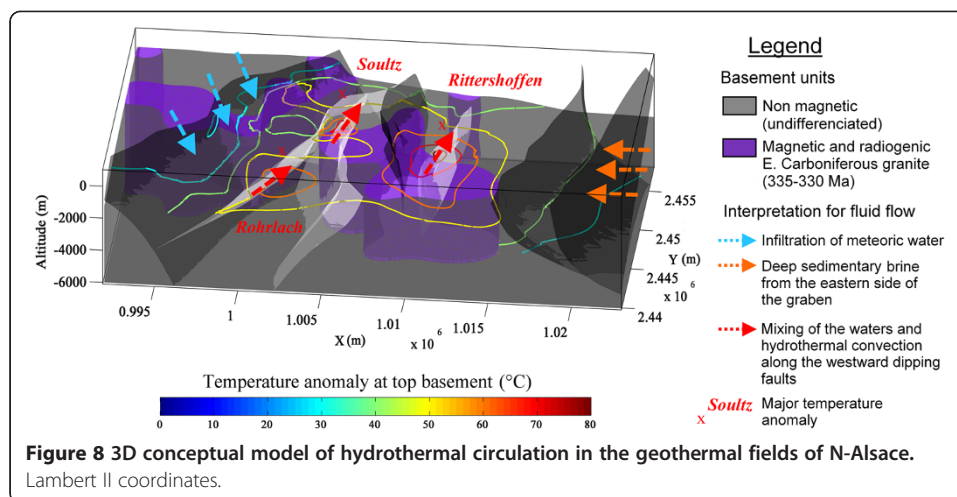 Soultz
Rittershoffen
Rohrlach
Altitude (m)
0
-2000
-4000
-6000
0.995
1
1.005
1.01
1.015
1.02
X (m)
x 10 6
2.455
2.45
2.445
2.44
Y (m)
x 10 6
Temperature anomaly at top basement (°C)
0 10 20 30 40 50 60 70 80
Legend
Basement units
Non magnetic
(undifferenciated)
Magnetic and radiogenic
E. Carboniferous granite
(335-330 Ma)
Interpretation for fluid flow
Infiltration of meteoric water
Deep sedimentary brine
from the eastern side of
the graben
Mixing of the waters and
hydrothermal convection
along the westward dipping
faults
Soultz Major temperature
x anomaly
Figure 8 3D conceptual model of hydrothermal circulation in the geothermal fields of N-Alsace.
Lambert II coordinates.